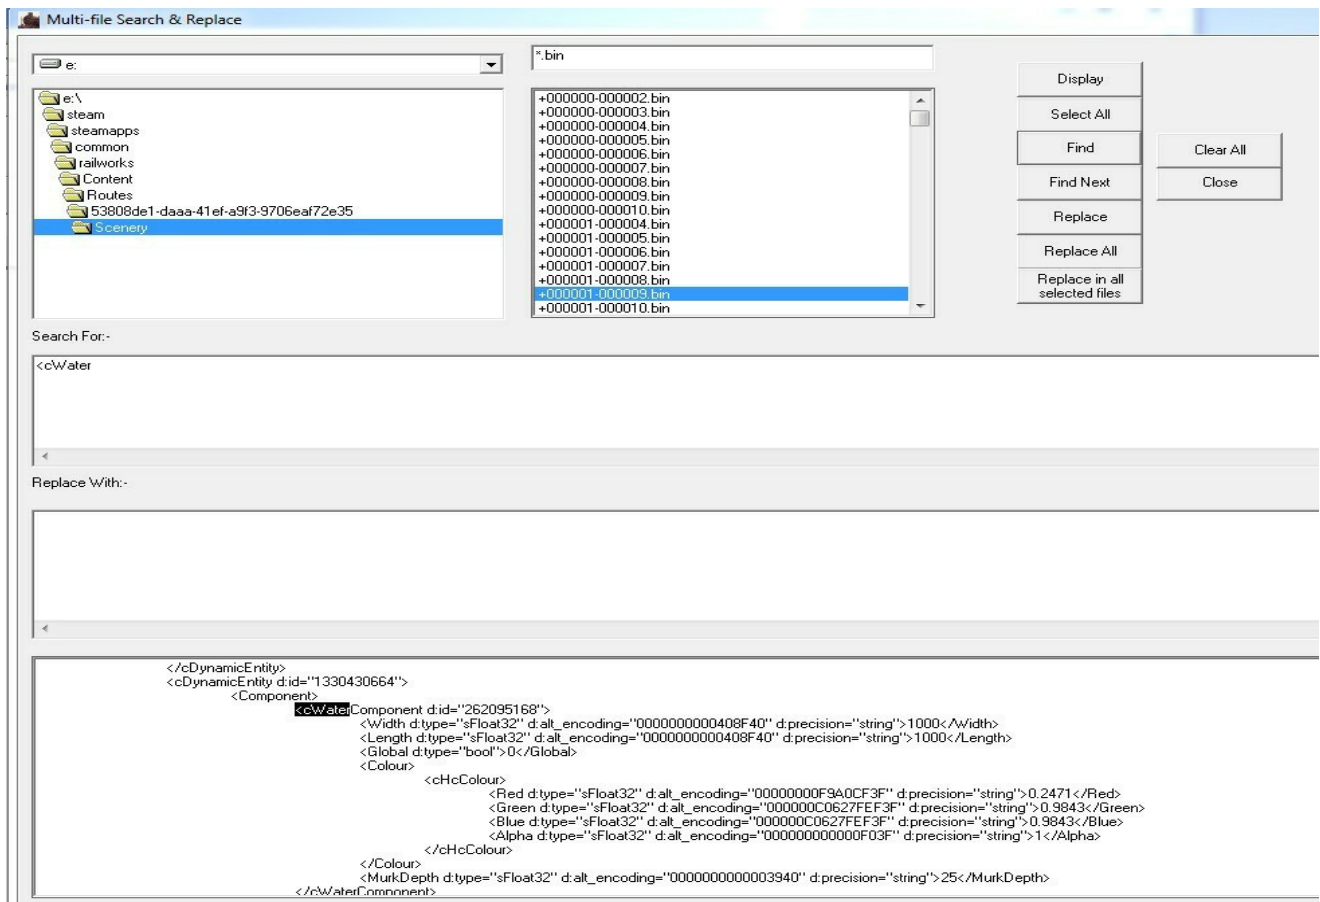 Multi-file Search & Replace
e:
*.bin
e:\
steam
steamapps
common
railworks
Content
Routes
53808de1-daaa-41ef-a9f3-9706eaf72e35
Scenery
+000000-000002.bin
+000000-000003.bin
+000000-000004.bin
+000000-000005.bin
+000000-000006.bin
+000000-000007.bin
+000000-000008.bin
+000000-000009.bin
+000000-000010.bin
+000001-000004.bin
+000001-000005.bin
+000001-000006.bin
+000001-000007.bin
+000001-000008.bin
+000001-000009.bin
+000001-000010.bin
Display
Select All
Find
Find Next
Replace
Replace All
Replace in all
selected files
Clear All
Close
Search For:-
<cWater
Replace With:-
</cDynamicEntity>
<cDynamicEntity d:id="1330430664">
<Component>
<cWaterComponent d:id="262095168">
<Width d:type="sFloat32" d:alt_encoding="0000000000408F40" d:precision="string">1000</Width>
<Length d:type="sFloat32" d:alt_encoding="0000000000408F40" d:precision="string">1000</Length>
<Global d:type="bool">0</Global>
<Colour>
<cHcColour>
<Red d:type="sFloat32" d:alt_encoding="00000000F9A0CF3F" d:precision="string">0.2471</Red>
<Green d:type="sFloat32" d:alt_encoding="000000C0627FEF3F" d:precision="string">0.9843</Green>
<Blue d:type="sFloat32" d:alt_encoding="000000C0627FEF3F" d:precision="string">0.9843</Blue>
<Alpha d:type="sFloat32" d:alt_encoding="000000000000F03F" d:precision="string">1</Alpha>
</cHcColour>
</Colour>
<MurkDepth d:type="sFloat32" d:alt_encoding="0000000000003940" d:precision="string">25</MurkDepth>
</cWaterComponent>